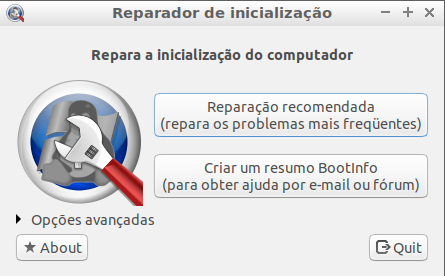 Reparador de inicialização
Repara a inicialização do computador
Reparação recomendada
(repara os problemas mais freqüentes)
Criar um resumo BootInfo
(para obter ajuda por e-mail ou fórum)
Opções avançadas
About
Quit